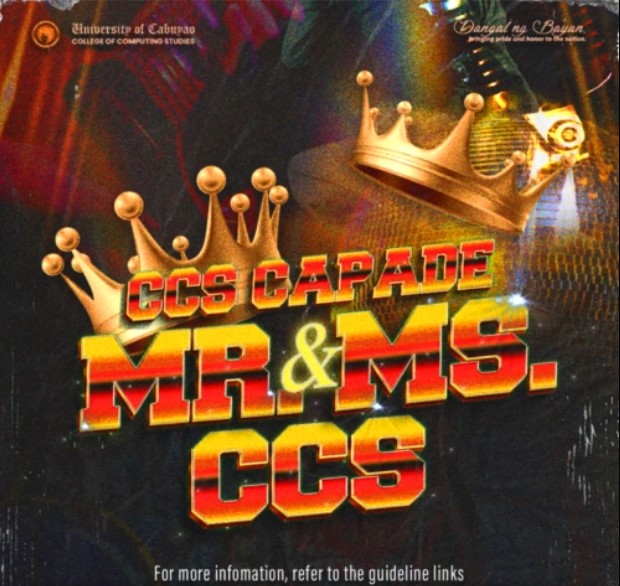 University of Cabuyao
COLLEGE OF COMPUTING STUDIES
Dangal ng Bayan
Bringing pride and honor to the nation.
CCS CAPADE
MR. & MS.
CCS
For more infomation, refer to the guideline links